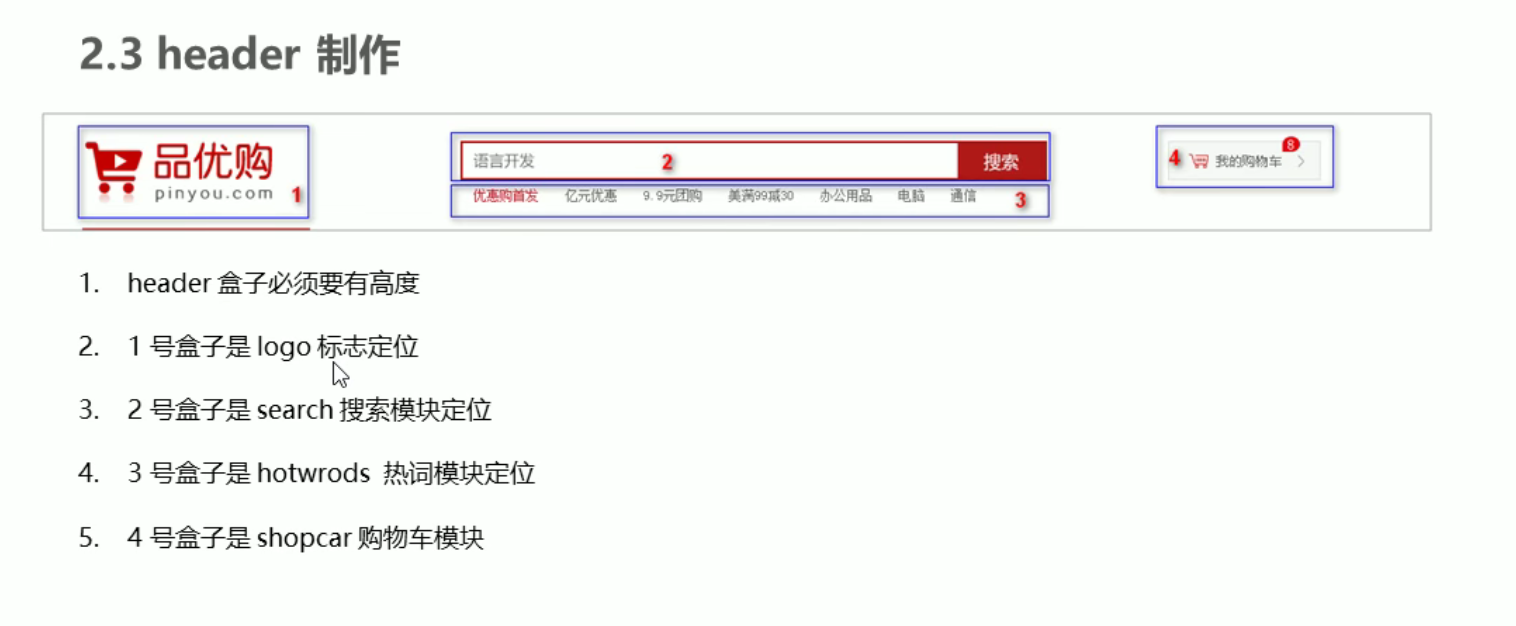 2.3 header 制作
品优购
pinyou.com 1
语言开发 2 搜索
优惠购首发 亿元优惠 9.9元团购 美满99减30 办公用品 电脑 通信 3
4 我的购物车 8
1. header 盒子必须要有高度
2. 1 号盒子是 logo 标志定位
3. 2 号盒子是 search 搜索模块定位
4. 3 号盒子是 hotwrods 热词模块定位
5. 4 号盒子是 shopcar 购物车模块